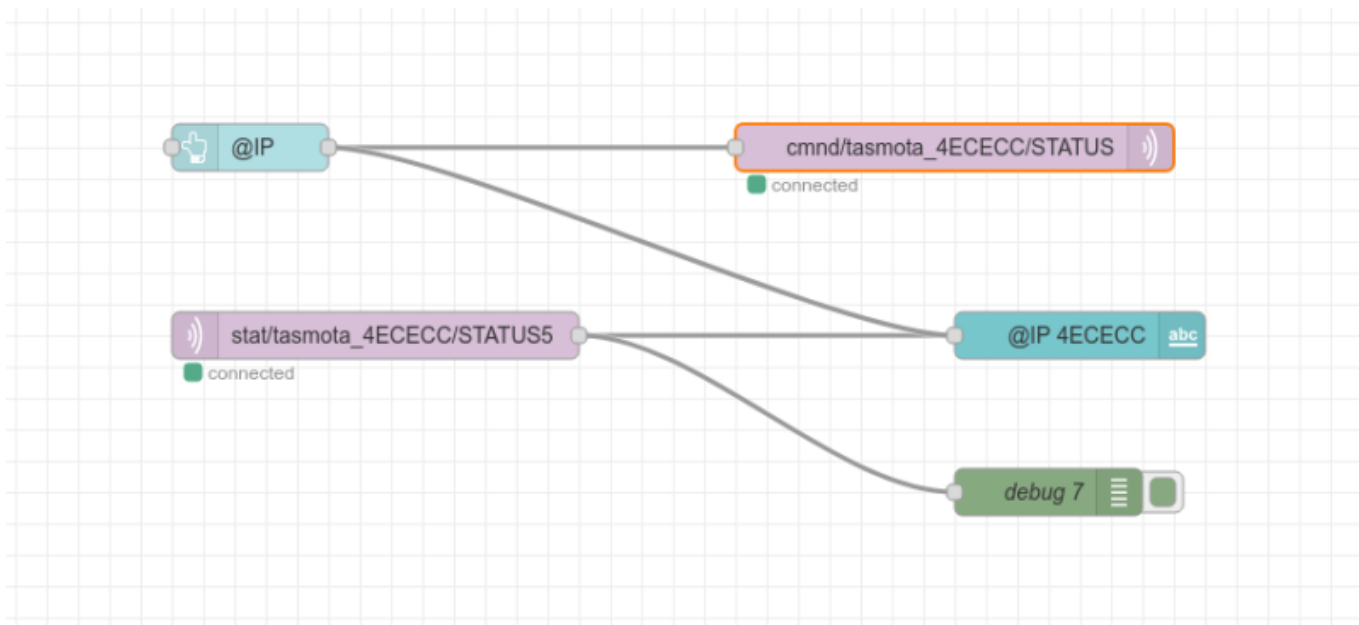 @IP
cmnd/tasmota_4ECECC/STATUS
connected
stat/tasmota_4ECECC/STATUS5
@IP 4ECECC
abc
connected
debug 7